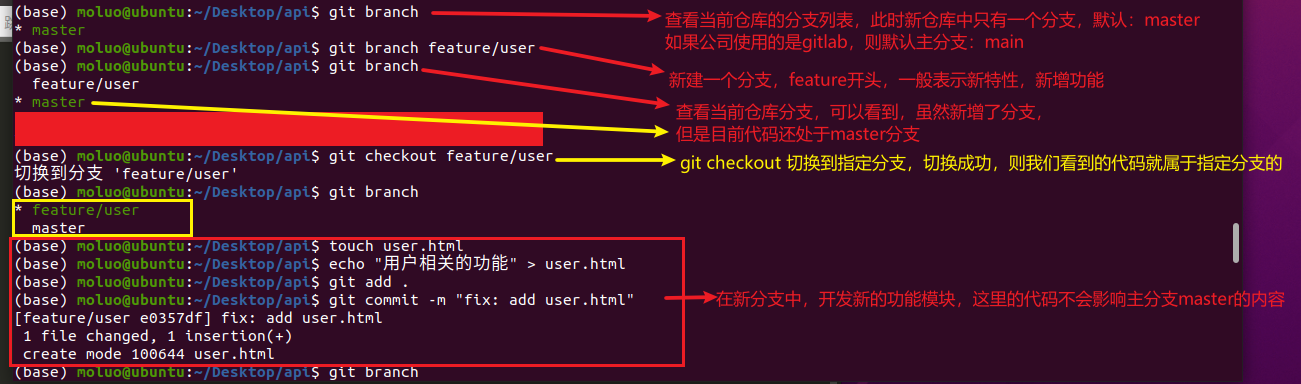 (base) moluo@ubuntu:~/Desktop/api$ git branch
查看当前仓库的分支列表，此时新仓库中只有一个分支，默认：master
* master
如果公司使用的是gitlab，则默认主分支：main
(base) moluo@ubuntu:~/Desktop/api$ git branch feature/user
(base) moluo@ubuntu:~/Desktop/api$ git branch
新建一个分支，feature开头，一般表示新特性，新增功能
feature/user
* master
查看当前仓库分支，可以看到，虽然新增了分支，
但是目前代码还处于master分支
(base) moluo@ubuntu:~/Desktop/api$ git checkout feature/user
git checkout 切换到指定分支，切换成功，则我们看到的代码就属于指定分支的
切换到分支 'feature/user'
(base) moluo@ubuntu:~/Desktop/api$ git branch
* feature/user
master
(base) moluo@ubuntu:~/Desktop/api$ touch user.html
(base) moluo@ubuntu:~/Desktop/api$ echo "用户相关的功能" > user.html
(base) moluo@ubuntu:~/Desktop/api$ git add .
(base) moluo@ubuntu:~/Desktop/api$ git commit -m "fix: add user.html"
在新分支中，开发新的功能模块，这里的代码不会影响主分支master的内容
[feature/user e0357df] fix: add user.html
1 file changed, 1 insertion(+)
create mode 100644 user.html
(base) moluo@ubuntu:~/Desktop/api$ git branch